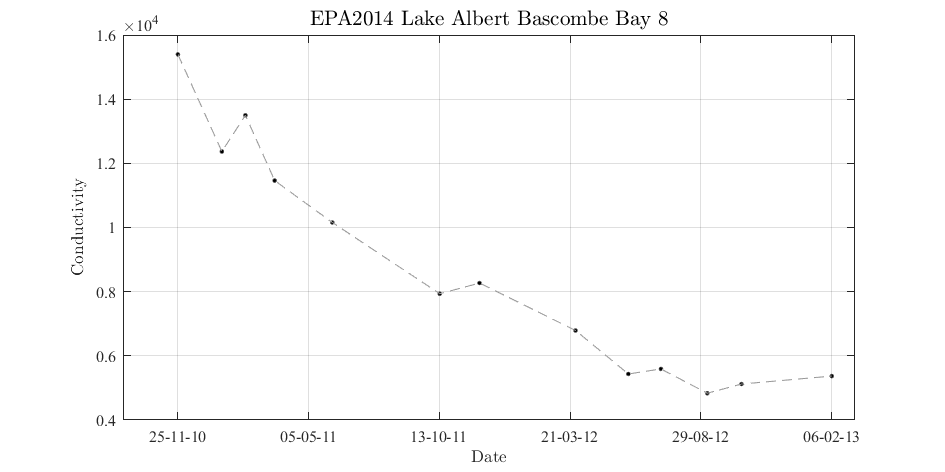 EPA2014 Lake Albert Bascombe Bay 8
×10⁴
1.6
1.4
1.2
1
0.8
0.6
0.4
Conductivity
25-11-10 05-05-11 13-10-11 21-03-12 29-08-12 06-02-13
Date